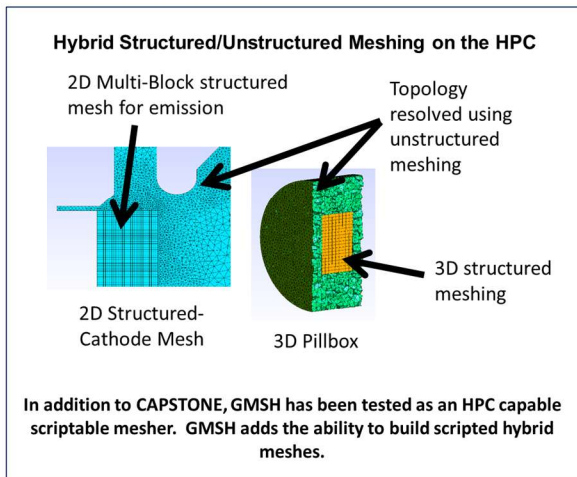 Hybrid Structured/Unstructured Meshing on the HPC
2D Multi-Block structured
mesh for emission
Topology
resolved using
unstructured
meshing
3D structured
meshing
2D Structured-
Cathode Mesh
3D Pillbox
In addition to CAPSTONE, GMSH has been tested as an HPC capable
scriptable mesher.  GMSH adds the ability to build scripted hybrid
meshes.